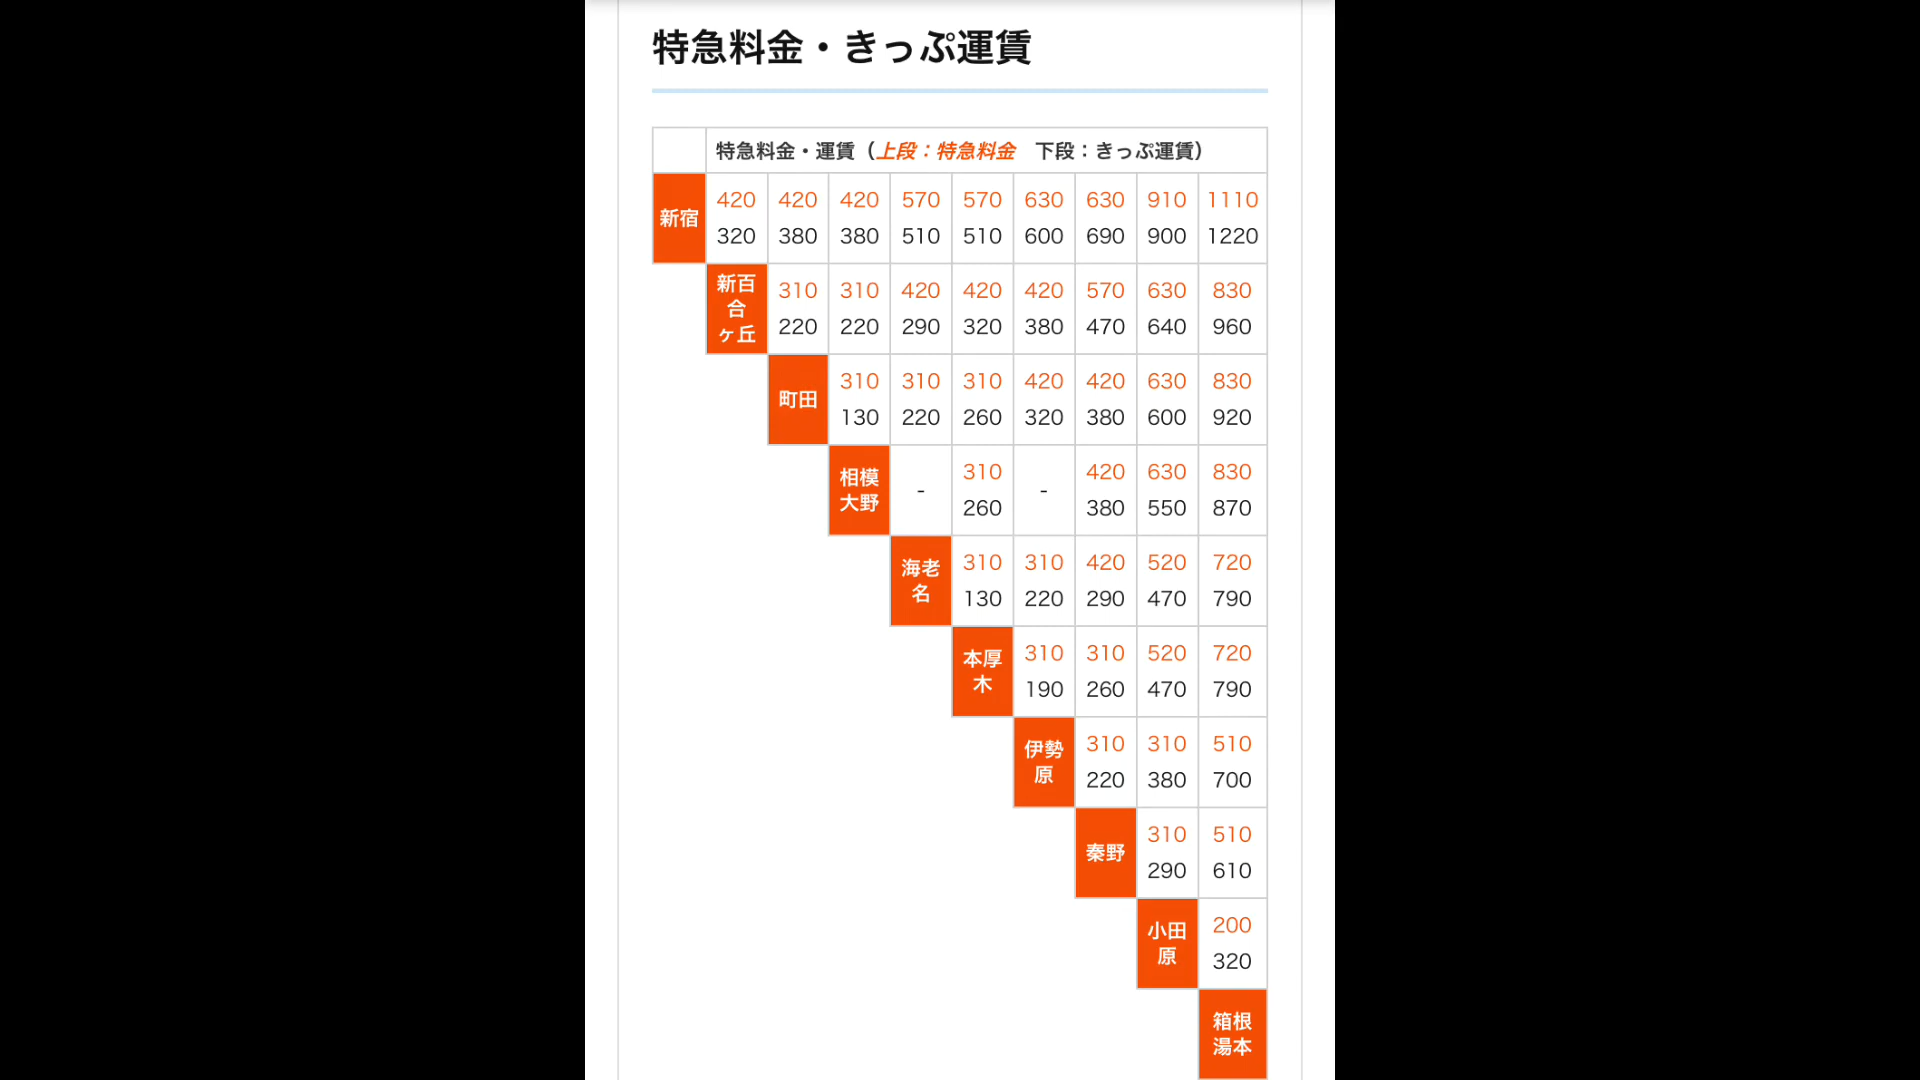 特急料金・きっぷ運賃
特急料金・運賃（上段：特急料金　下段：きっぷ運賃）
新宿 420 420 420 570 570 630 630 910 1110
320 380 380 510 510 600 690 900 1220
新百合ヶ丘 310 310 420 420 420 570 630 830
220 220 290 320 380 470 640 960
町田 310 310 310 420 420 630 830
130 220 260 320 380 600 920
相模大野 - 310 - 420 630 830
260 380 550 870
海老名 310 310 420 520 720
130 220 290 470 790
本厚木 310 310 520 720
190 260 470 790
伊勢原 310 310 510
220 380 700
秦野 310 510
290 610
小田原 200
320
箱根湯本